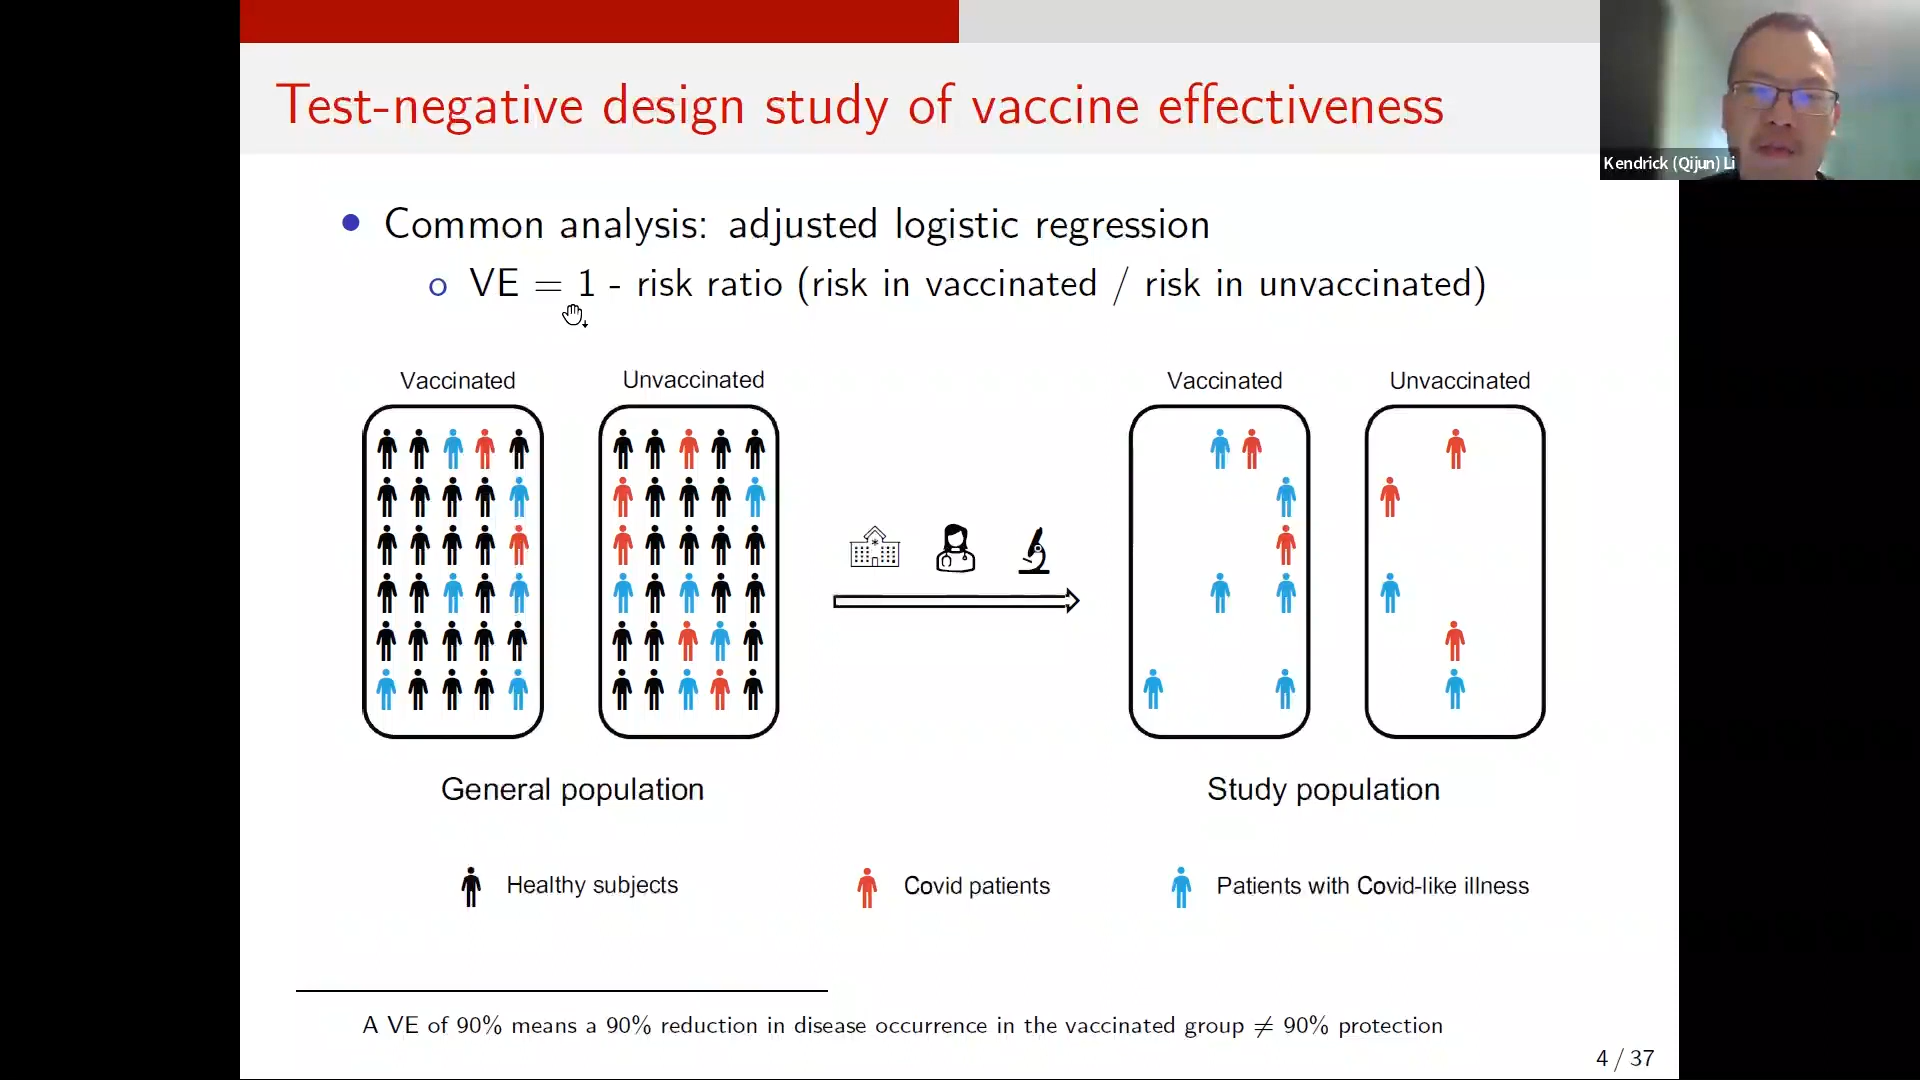 Test-negative design study of vaccine effectiveness
Kendrick (Qijun) Li
Common analysis: adjusted logistic regression
VE = 1 - risk ratio (risk in vaccinated / risk in unvaccinated)
Vaccinated
Unvaccinated
Vaccinated
Unvaccinated
General population
Study population
Healthy subjects
Covid patients
Patients with Covid-like illness
A VE of 90% means a 90% reduction in disease occurrence in the vaccinated group ≠ 90% protection
4 / 37